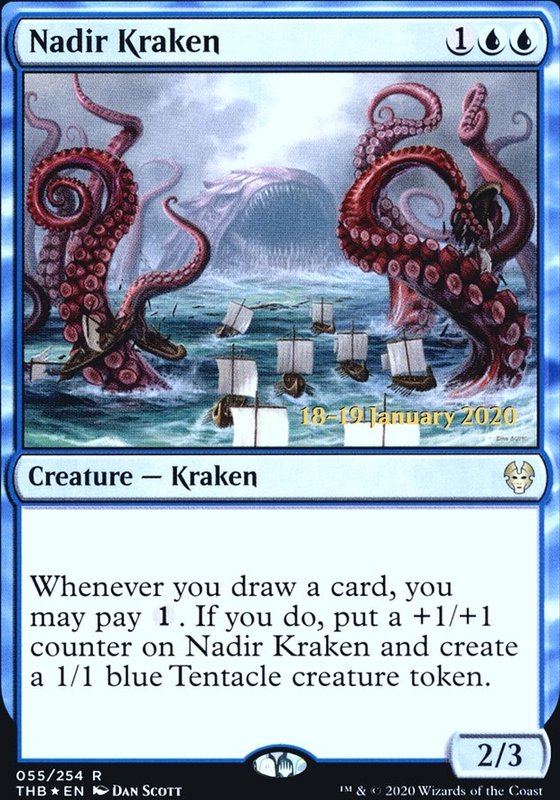 Nadir Kraken 1
18–19 January 2020
Creature — Kraken
Whenever you draw a card, you
may pay 1. If you do, put a +1/+1
counter on Nadir Kraken and create
a 1/1 blue Tentacle creature token.
2/3
055/254 R
THB ★ EN Dan Scott
™ & © 2020 Wizards of the Coast